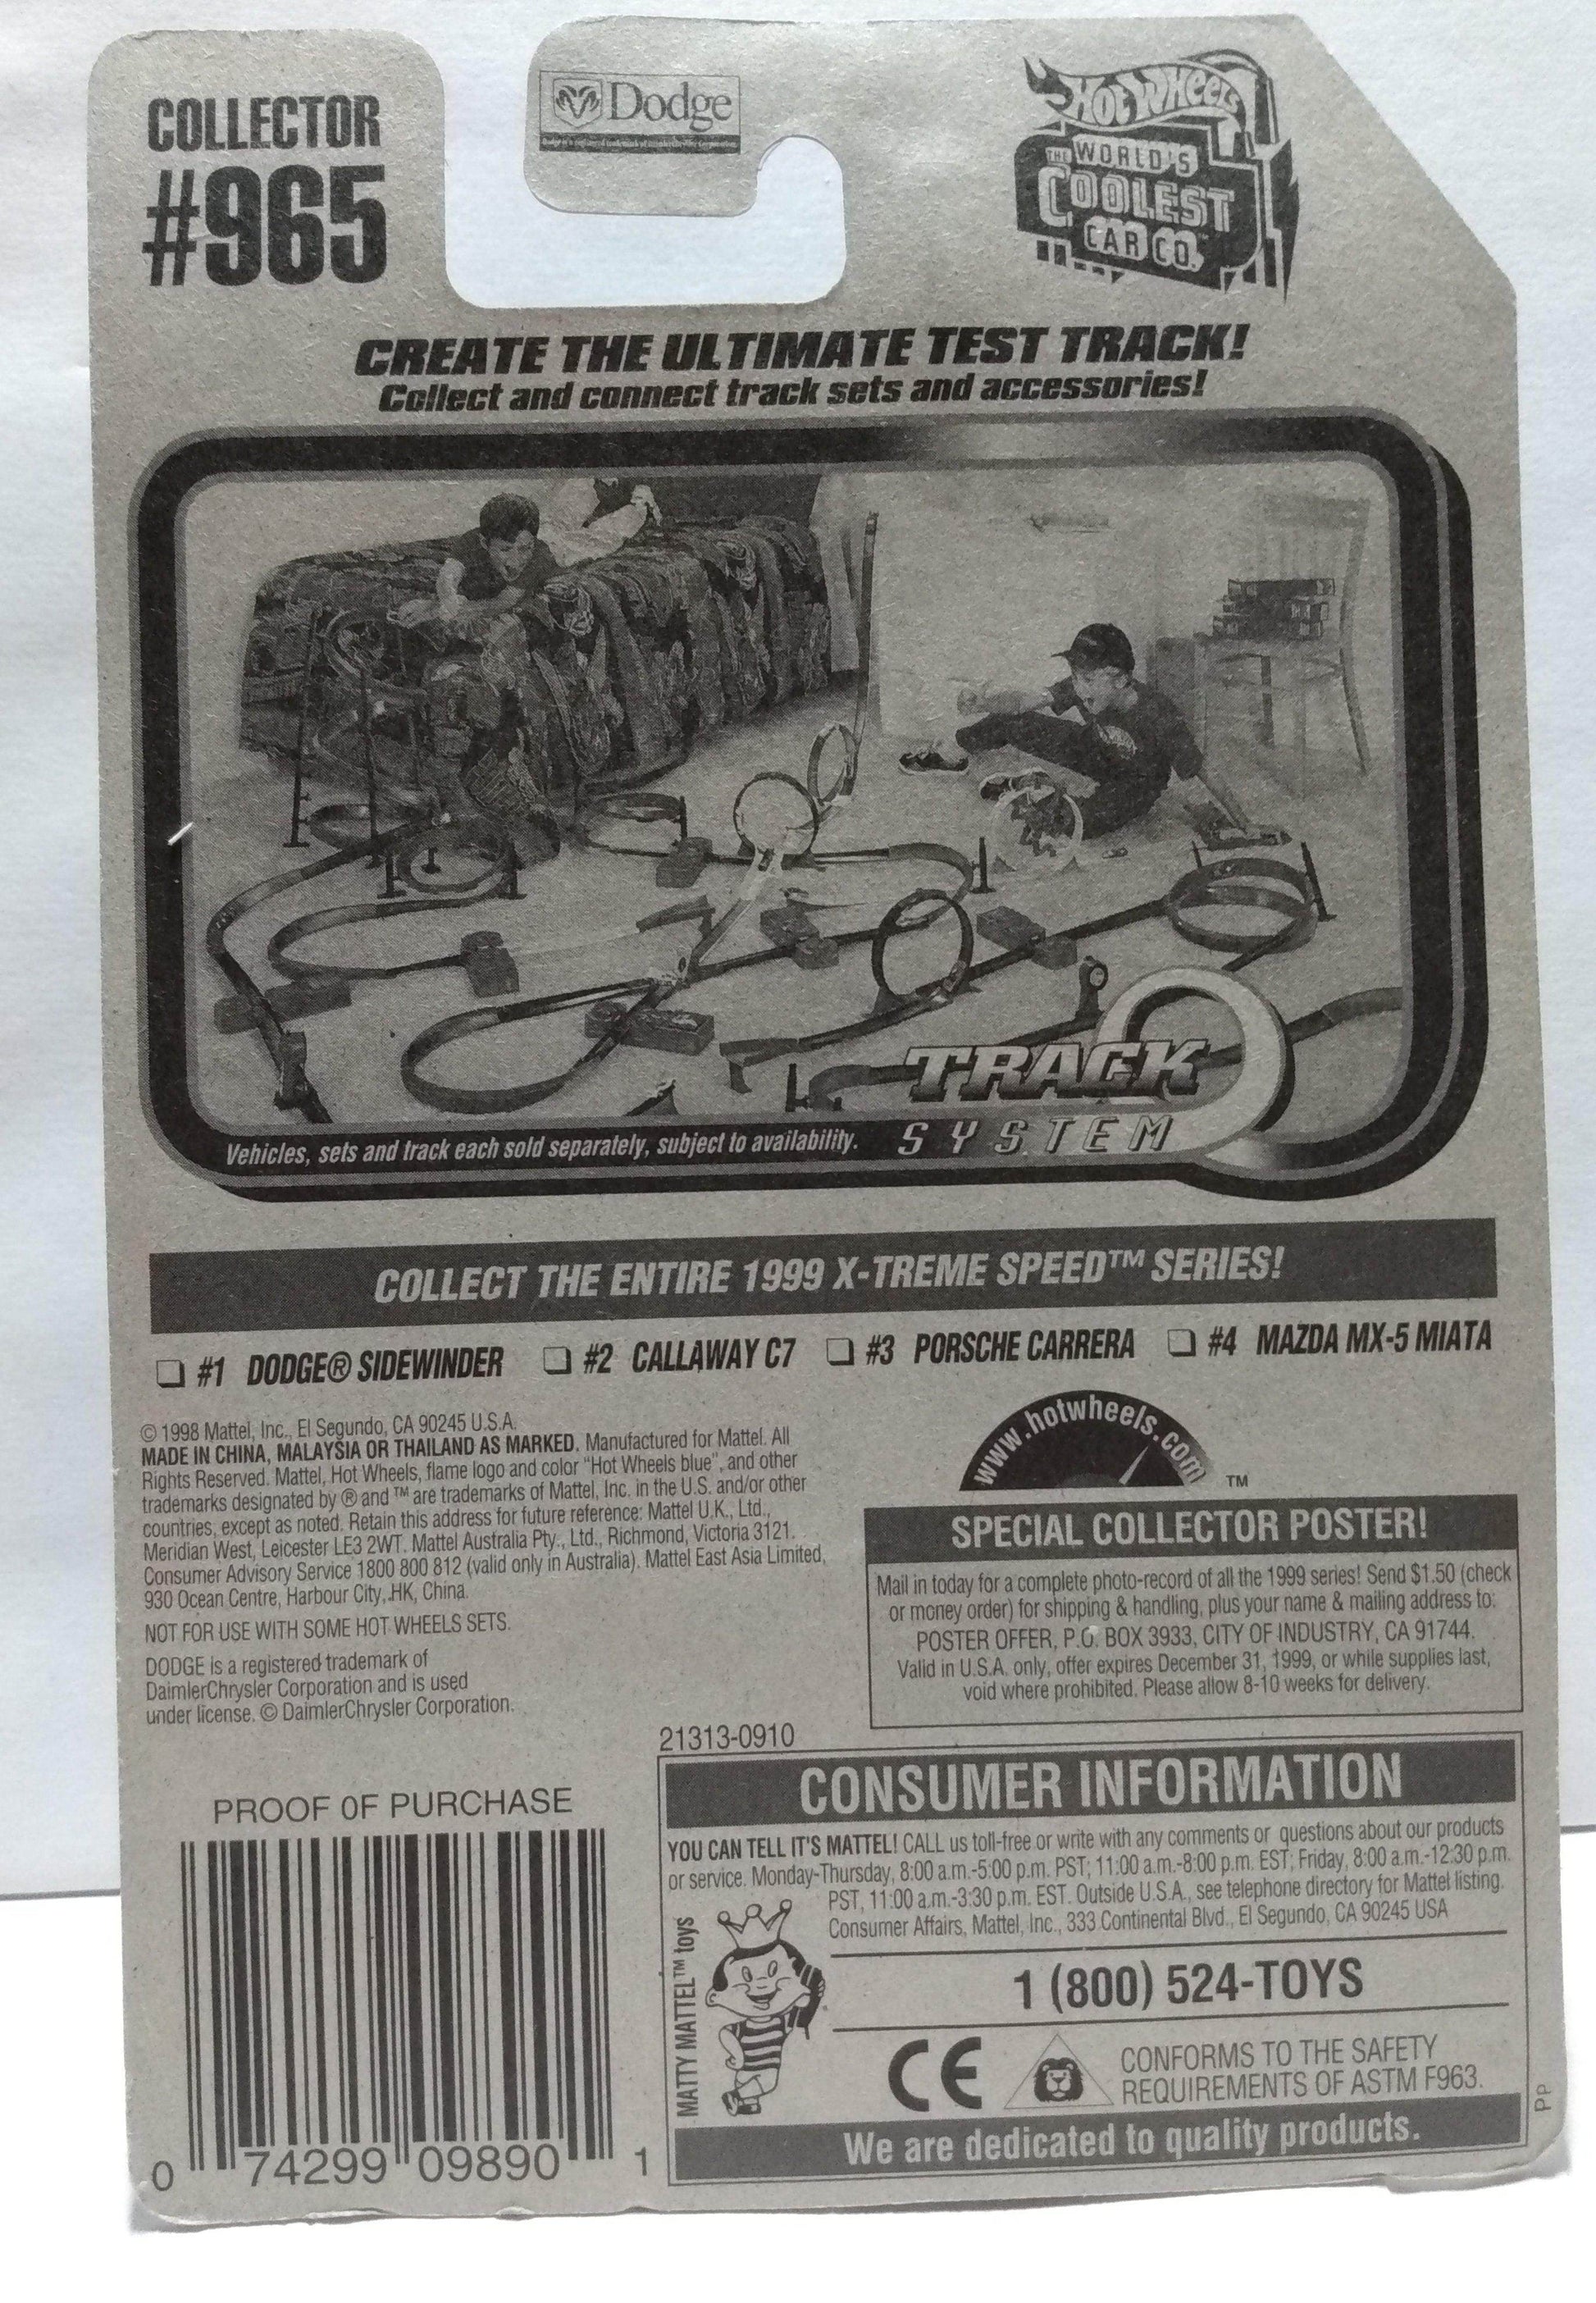 COLLECTOR
#965
Dodge
HOT WHEELS
THE WORLD'S
COOLEST
CAR CO.™
CREATE THE ULTIMATE TEST TRACK!
Collect and connect track sets and accessories!
TRACK
SYSTEM
Vehicles, sets and track each sold separately, subject to availability.
COLLECT THE ENTIRE 1999 X-TREME SPEED™ SERIES!
❏ #1 DODGE® SIDEWINDER ❏ #2 CALLAWAY C7 ❏ #3 PORSCHE CARRERA ❏ #4 MAZDA MX-5 MIATA
© 1998 Mattel, Inc., El Segundo, CA 90245 U.S.A.
MADE IN CHINA, MALAYSIA OR THAILAND AS MARKED. Manufactured for Mattel. All
Rights Reserved. Mattel, Hot Wheels, flame logo and color "Hot Wheels blue", and other
trademarks designated by ® and ™ are trademarks of Mattel, Inc. in the U.S. and/or other
countries, except as noted. Retain this address for future reference: Mattel U.K., Ltd.,
Meridian West, Leicester LE3 2WT. Mattel Australia Pty., Ltd., Richmond, Victoria 3121.
Consumer Advisory Service 1800 800 812 (valid only in Australia). Mattel East Asia Limited,
930 Ocean Centre, Harbour City, HK, China.
NOT FOR USE WITH SOME HOT WHEELS SETS.
DODGE is a registered trademark of
DaimlerChrysler Corporation and is used
under license. © DaimlerChrysler Corporation.
www.hotwheels.com
TM
SPECIAL COLLECTOR POSTER!
Mail in today for a complete photo-record of all the 1999 series! Send $1.50 (check
or money order) for shipping & handling, plus your name & mailing address to:
POSTER OFFER, P.O. BOX 3933, CITY OF INDUSTRY, CA 91744.
Valid in U.S.A. only, offer expires December 31, 1999, or while supplies last,
void where prohibited. Please allow 8-10 weeks for delivery.
21313-0910
PROOF OF PURCHASE
0 74299 09890 1
CONSUMER INFORMATION
YOU CAN TELL IT'S MATTEL! CALL us toll-free or write with any comments or questions about our products
or service. Monday-Thursday, 8:00 a.m.-5:00 p.m. PST; 11:00 a.m.-8:00 p.m. EST; Friday, 8:00 a.m.-12:30 p.m.
PST, 11:00 a.m.-3:30 p.m. EST. Outside U.S.A., see telephone directory for Mattel listing.
Consumer Affairs, Mattel, Inc., 333 Continental Blvd., El Segundo, CA 90245 USA
MATTY MATTEL™ toys
1 (800) 524-TOYS
CE
CONFORMS TO THE SAFETY
REQUIREMENTS OF ASTM F963.
We are dedicated to quality products.
PP